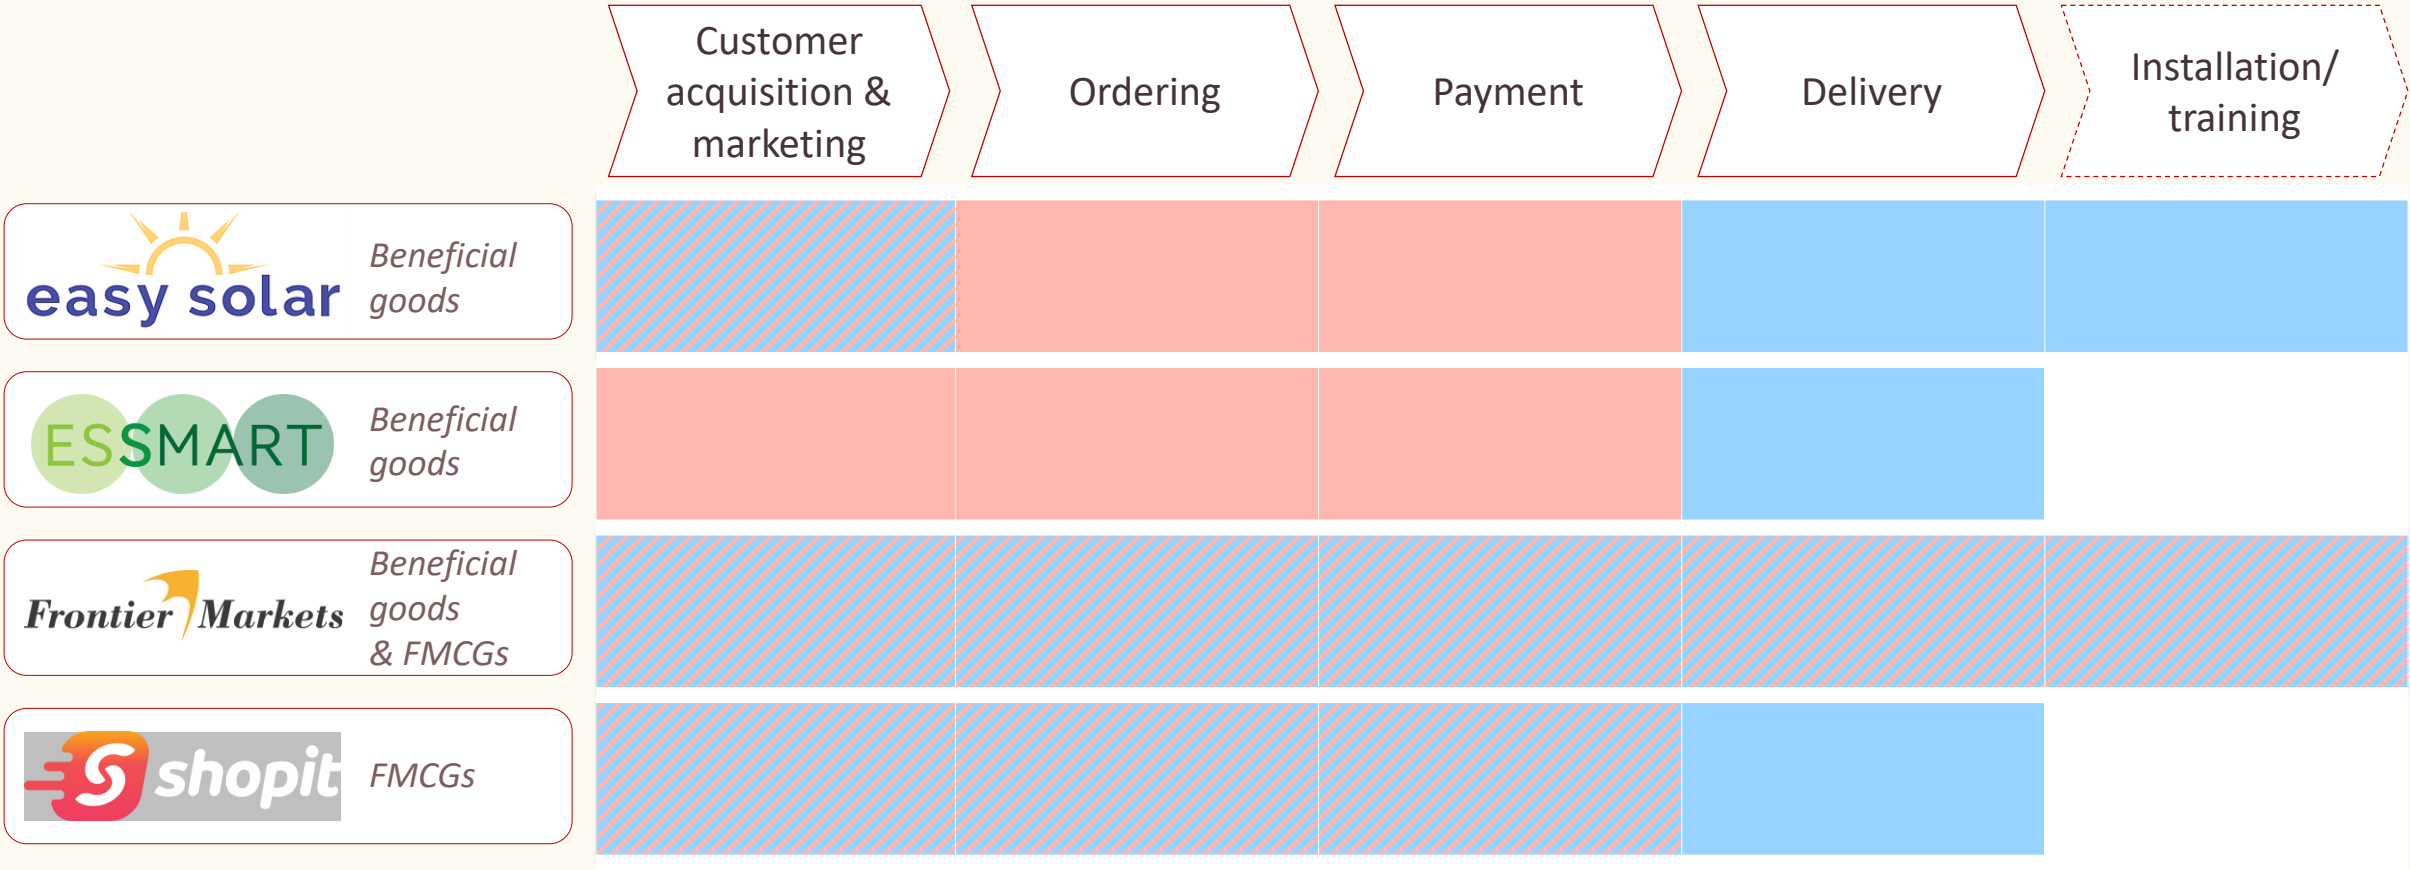 Customer
acquisition &
marketing
Ordering
Payment
Delivery
Installation/
training
easy solar
Beneficial
goods
ESSMART
Beneficial
goods
Frontier Markets
Beneficial
goods
& FMCGs
shopit
FMCGs